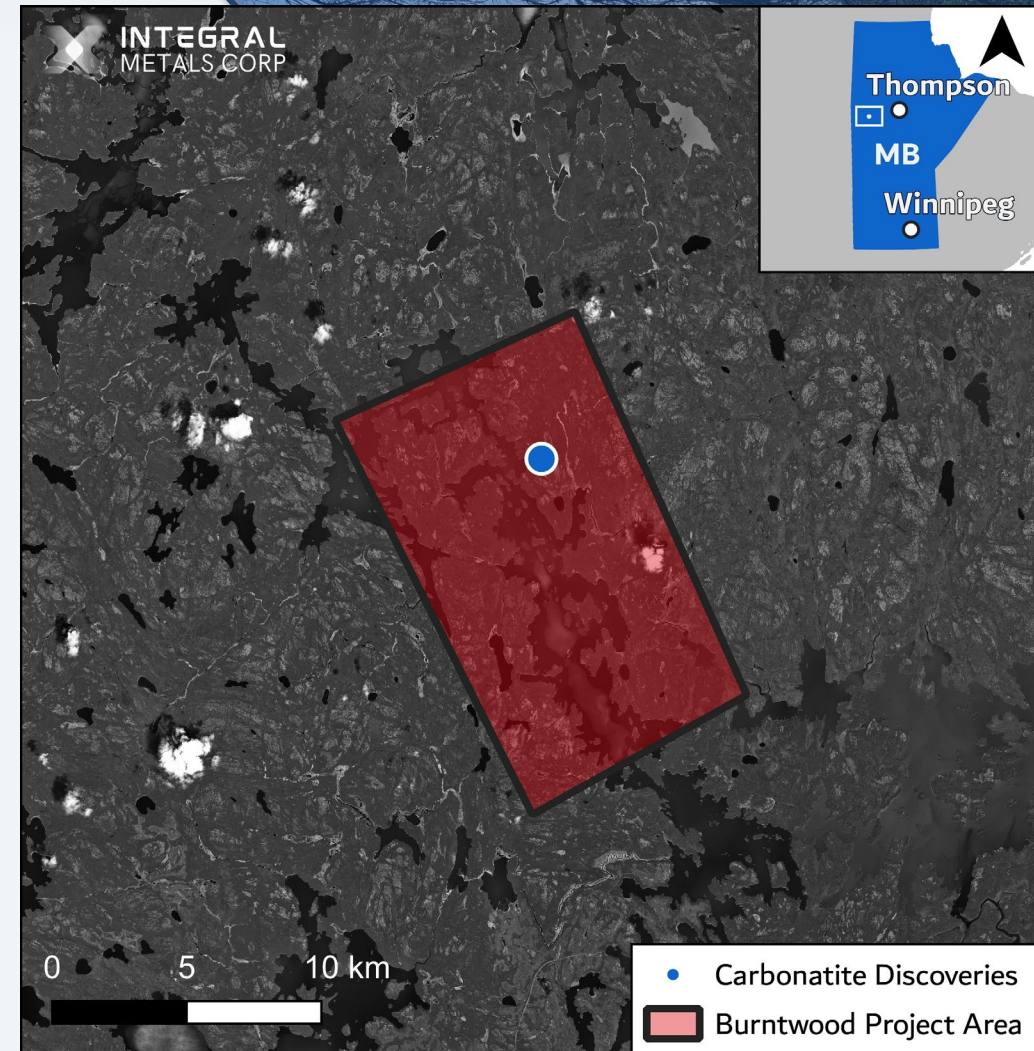 INTEGRAL
METALS CORP
Thompson
MB
Winnipeg
0 5 10 km
Carbonatite Discoveries
Burntwood Project Area